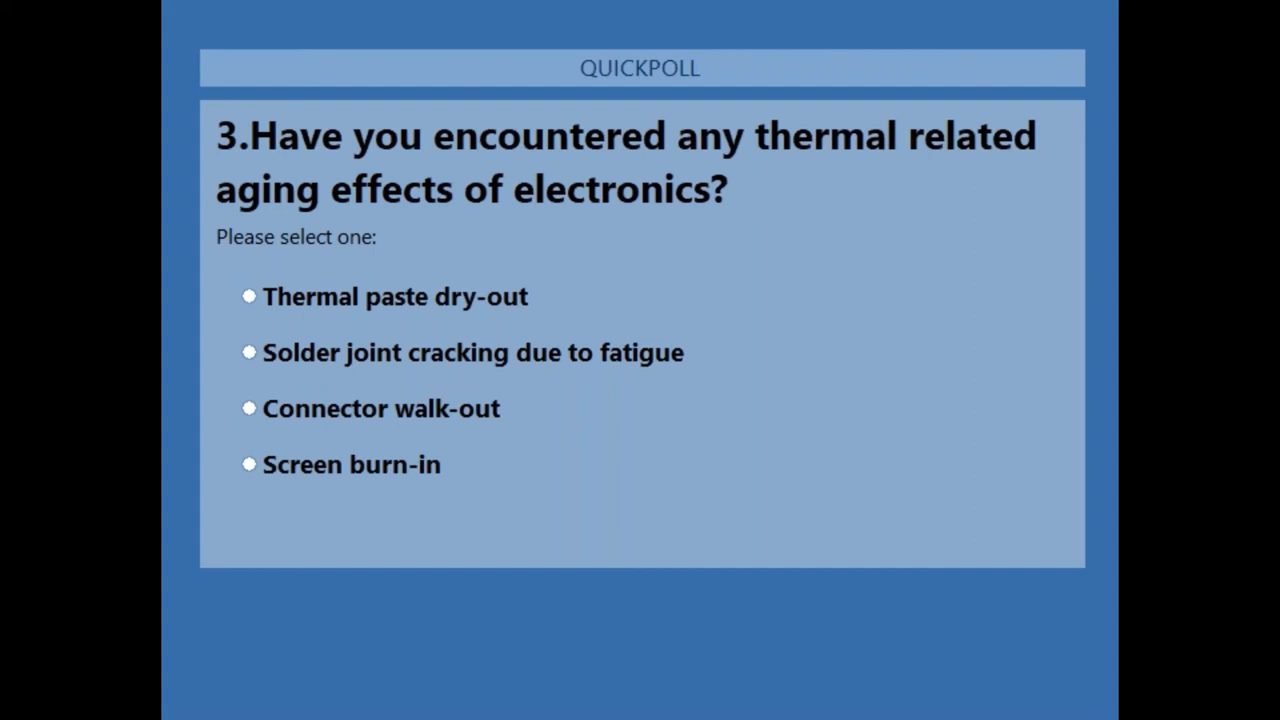 QUICKPOLL
3.Have you encountered any thermal related
aging effects of electronics?
Please select one:
Thermal paste dry-out
Solder joint cracking due to fatigue
Connector walk-out
Screen burn-in